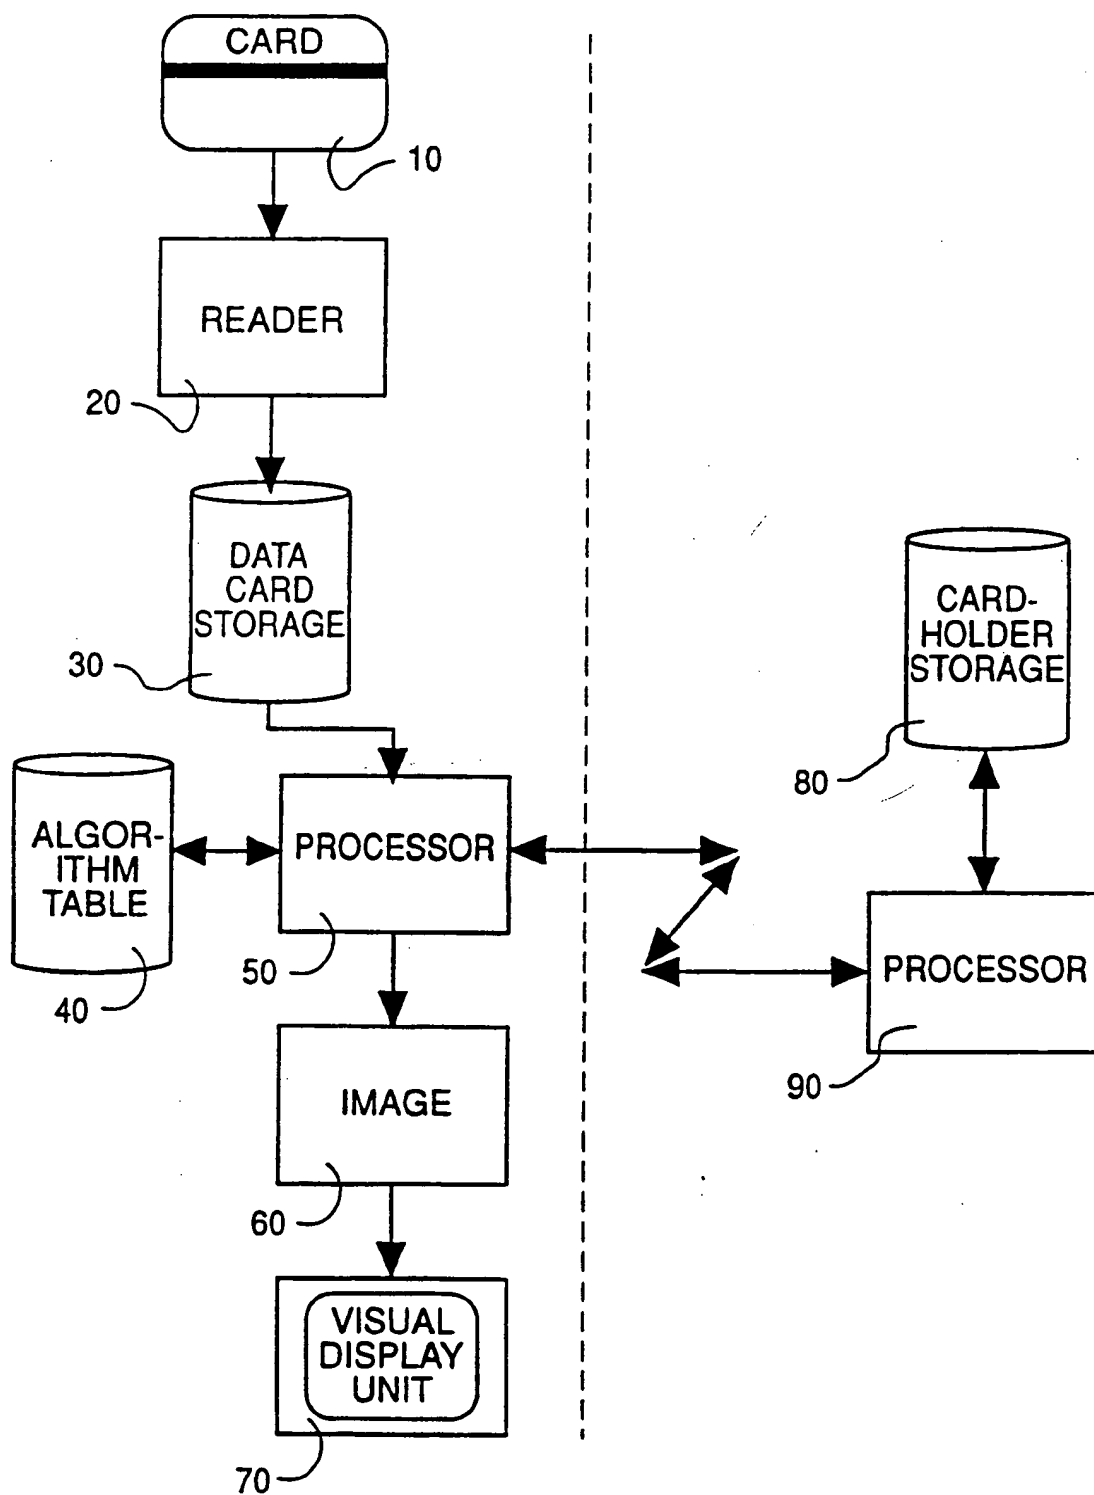 CARD
10
READER
20
DATA
CARD
STORAGE
30
ALGOR-
ITHM
TABLE
40
PROCESSOR
50
IMAGE
60
VISUAL
DISPLAY
UNIT
70
CARD-
HOLDER
STORAGE
80
PROCESSOR
90